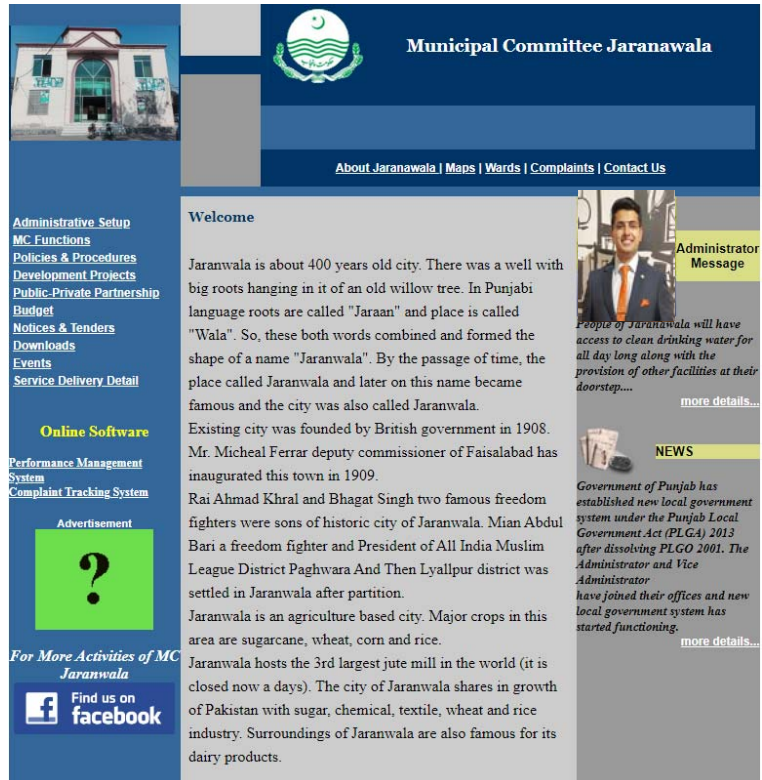 Municipal Committee Jaranawala
About Jaranawala | Maps | Wards | Complaints | Contact Us
Administrative Setup
MC Functions
Policies & Procedures
Development Projects
Public-Private Partnership
Budget
Notices & Tenders
Downloads
Events
Service Delivery Detail
Online Software
Performance Management
System
Complaint Tracking System
Advertisement
?
For More Activities of MC
Jaranwala
Find us on
facebook
Welcome
Jaranwala is about 400 years old city. There was a well with
big roots hanging in it of an old willow tree. In Punjabi
language roots are called "Jaraan" and place is called
"Wala". So, these both words combined and formed the
shape of a name "Jaranwala". By the passage of time, the
place called Jaranwala and later on this name became
famous and the city was also called Jaranwala.
Existing city was founded by British government in 1908.
Mr. Micheal Ferrar deputy commissioner of Faisalabad has
inaugurated this town in 1909.
Rai Ahmad Khral and Bhagat Singh two famous freedom
fighters were sons of historic city of Jaranwala. Mian Abdul
Bari a freedom fighter and President of All India Muslim
League District Paghwara And Then Lyallpur district was
settled in Jaranwala after partition.
Jaranwala is an agriculture based city. Major crops in this
area are sugarcane, wheat, corn and rice.
Jaranwala hosts the 3rd largest jute mill in the world (it is
closed now a days). The city of Jaranwala shares in growth
of Pakistan with sugar, chemical, textile, wheat and rice
industry. Surroundings of Jaranwala are also famous for its
dairy products.
Administrator
Message
People of Jaranawala will have
access to clean drinking water for
all day long along with the
provision of other facilities at their
doorstep....
more details...
NEWS
Government of Punjab has
established new local government
system under the Punjab Local
Government Act (PLGA) 2013
after dissolving PLGO 2001. The
Administrator and Vice
Administrator
have joined their offices and new
local government system has
started functioning.
more details...